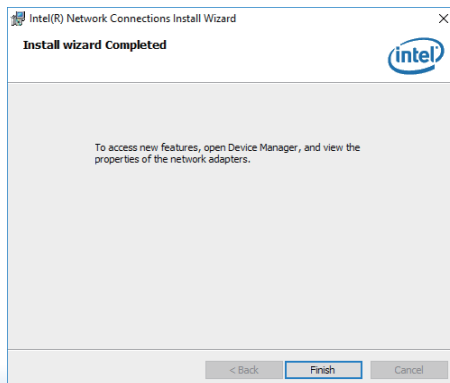 Intel(R) Network Connections Install Wizard
Install wizard Completed
intel
To access new features, open Device Manager, and view the
properties of the network adapters.
< Back
Finish
Cancel